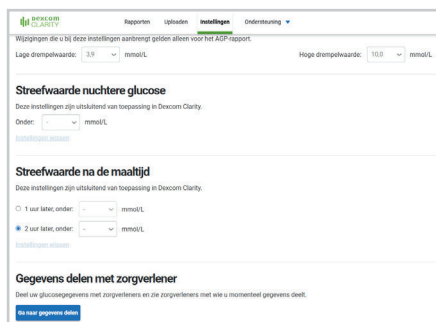 Dexcom
CLARITY
Rapporten Uploaden Instellingen Ondersteuning
Wijzigingen die u bij deze instellingen aanbrengt gelden alleen voor het AGP-rapport.
Lage drempelwaarde: 3,9 mmol/L Hoge drempelwaarde: 10,0 mmol/L
Streefwaarde nuchtere glucose
Deze instellingen zijn uitsluitend van toepassing in Dexcom Clarity.
Onder: - mmol/L
Instellingen wissen
Streefwaarde na de maaltijd
Deze instellingen zijn uitsluitend van toepassing in Dexcom Clarity.
1 uur later, onder: - mmol/L
2 uur later, onder: - mmol/L
Instellingen wissen
Gegevens delen met zorgverlener
Deel uw glucosegegevens met zorgverleners en zie zorgverleners met wie u momenteel gegevens deelt.
Ga naar gegevens delen